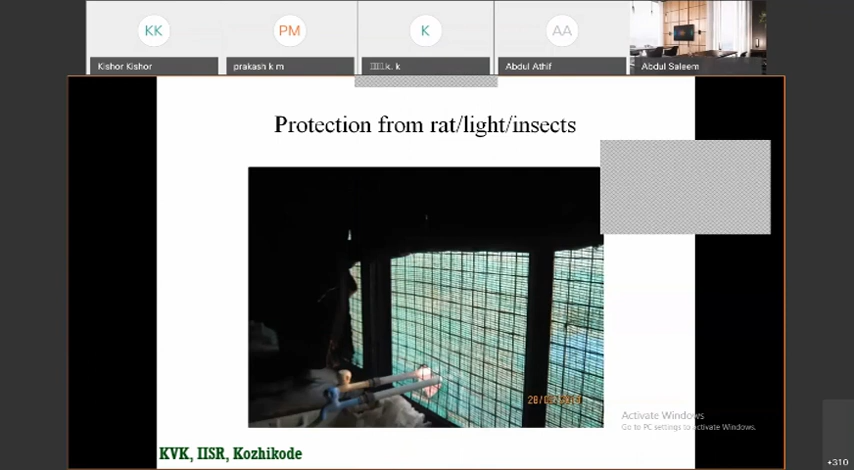 KK
PM
K
AA
Kishor Kishor
prakash k m
k. k
Abdul Athif
Abdul Saleem
Protection from rat/light/insects
Activate Windows
Go to PC settings to activate Windows.
KVK, IISR, Kozhikode
+310